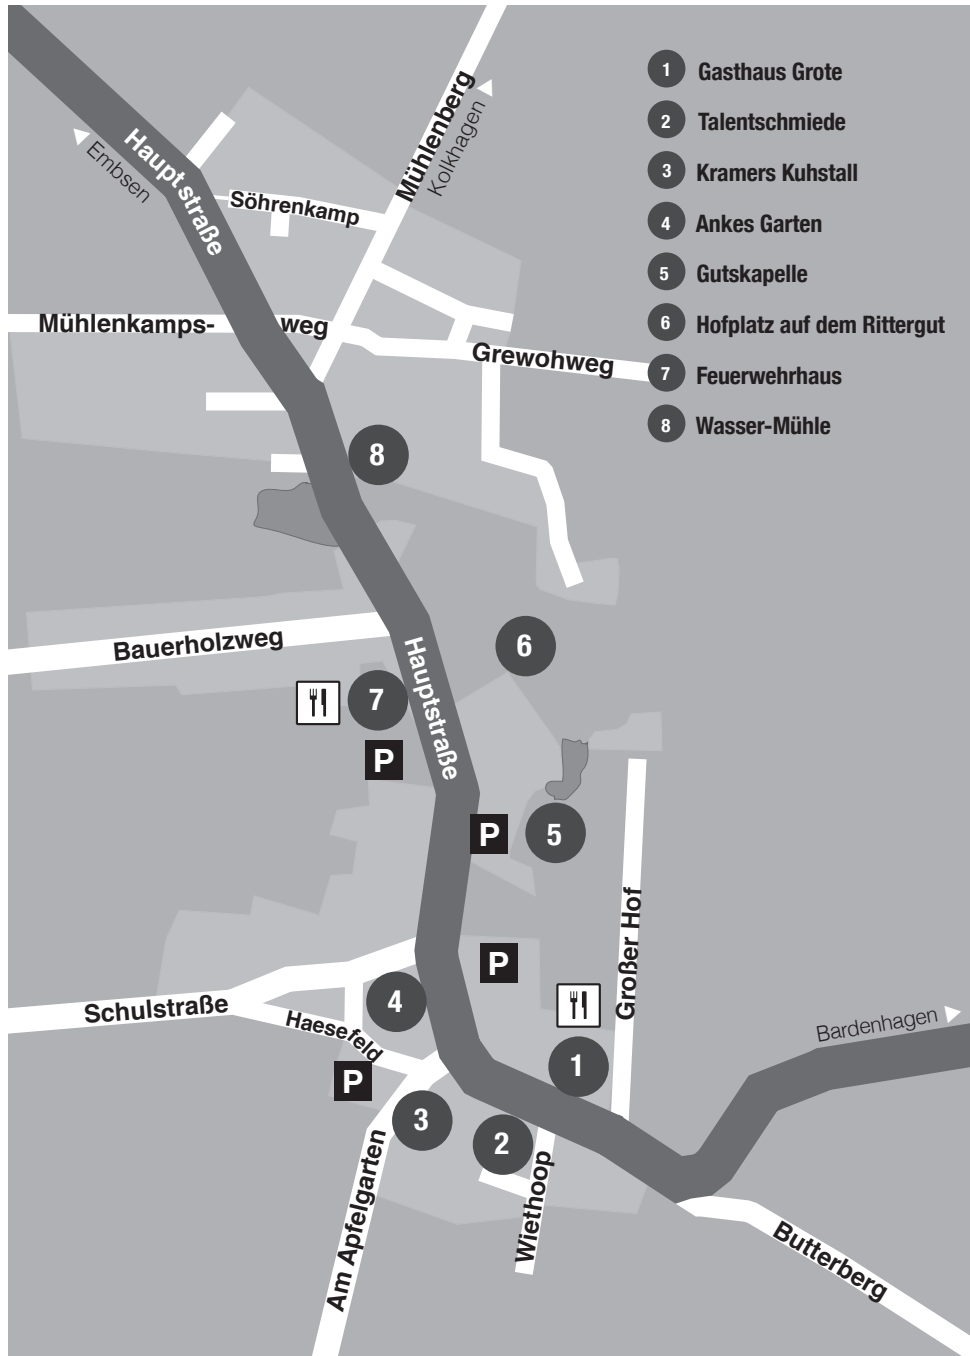 1 Gasthaus Grote
2 Talentschmiede
3 Kramers Kuhstall
4 Ankes Garten
5 Gutskapelle
6 Hofplatz auf dem Rittergut
7 Feuerwehrhaus
8 Wasser-Mühle
Mühlenberg
Kolkhagen
Hauptstraße
Embsen
Söhrenkamp
Mühlenkamps-weg
Grewohweg
8
Bauerholzweg
6
7
Hauptstraße
P
P
5
Großer Hof
P
4
Schulstraße
Haesefeld
Bardenhagen
1
P
3
2
Am Apfelgarten
Wiethoop
Butterberg